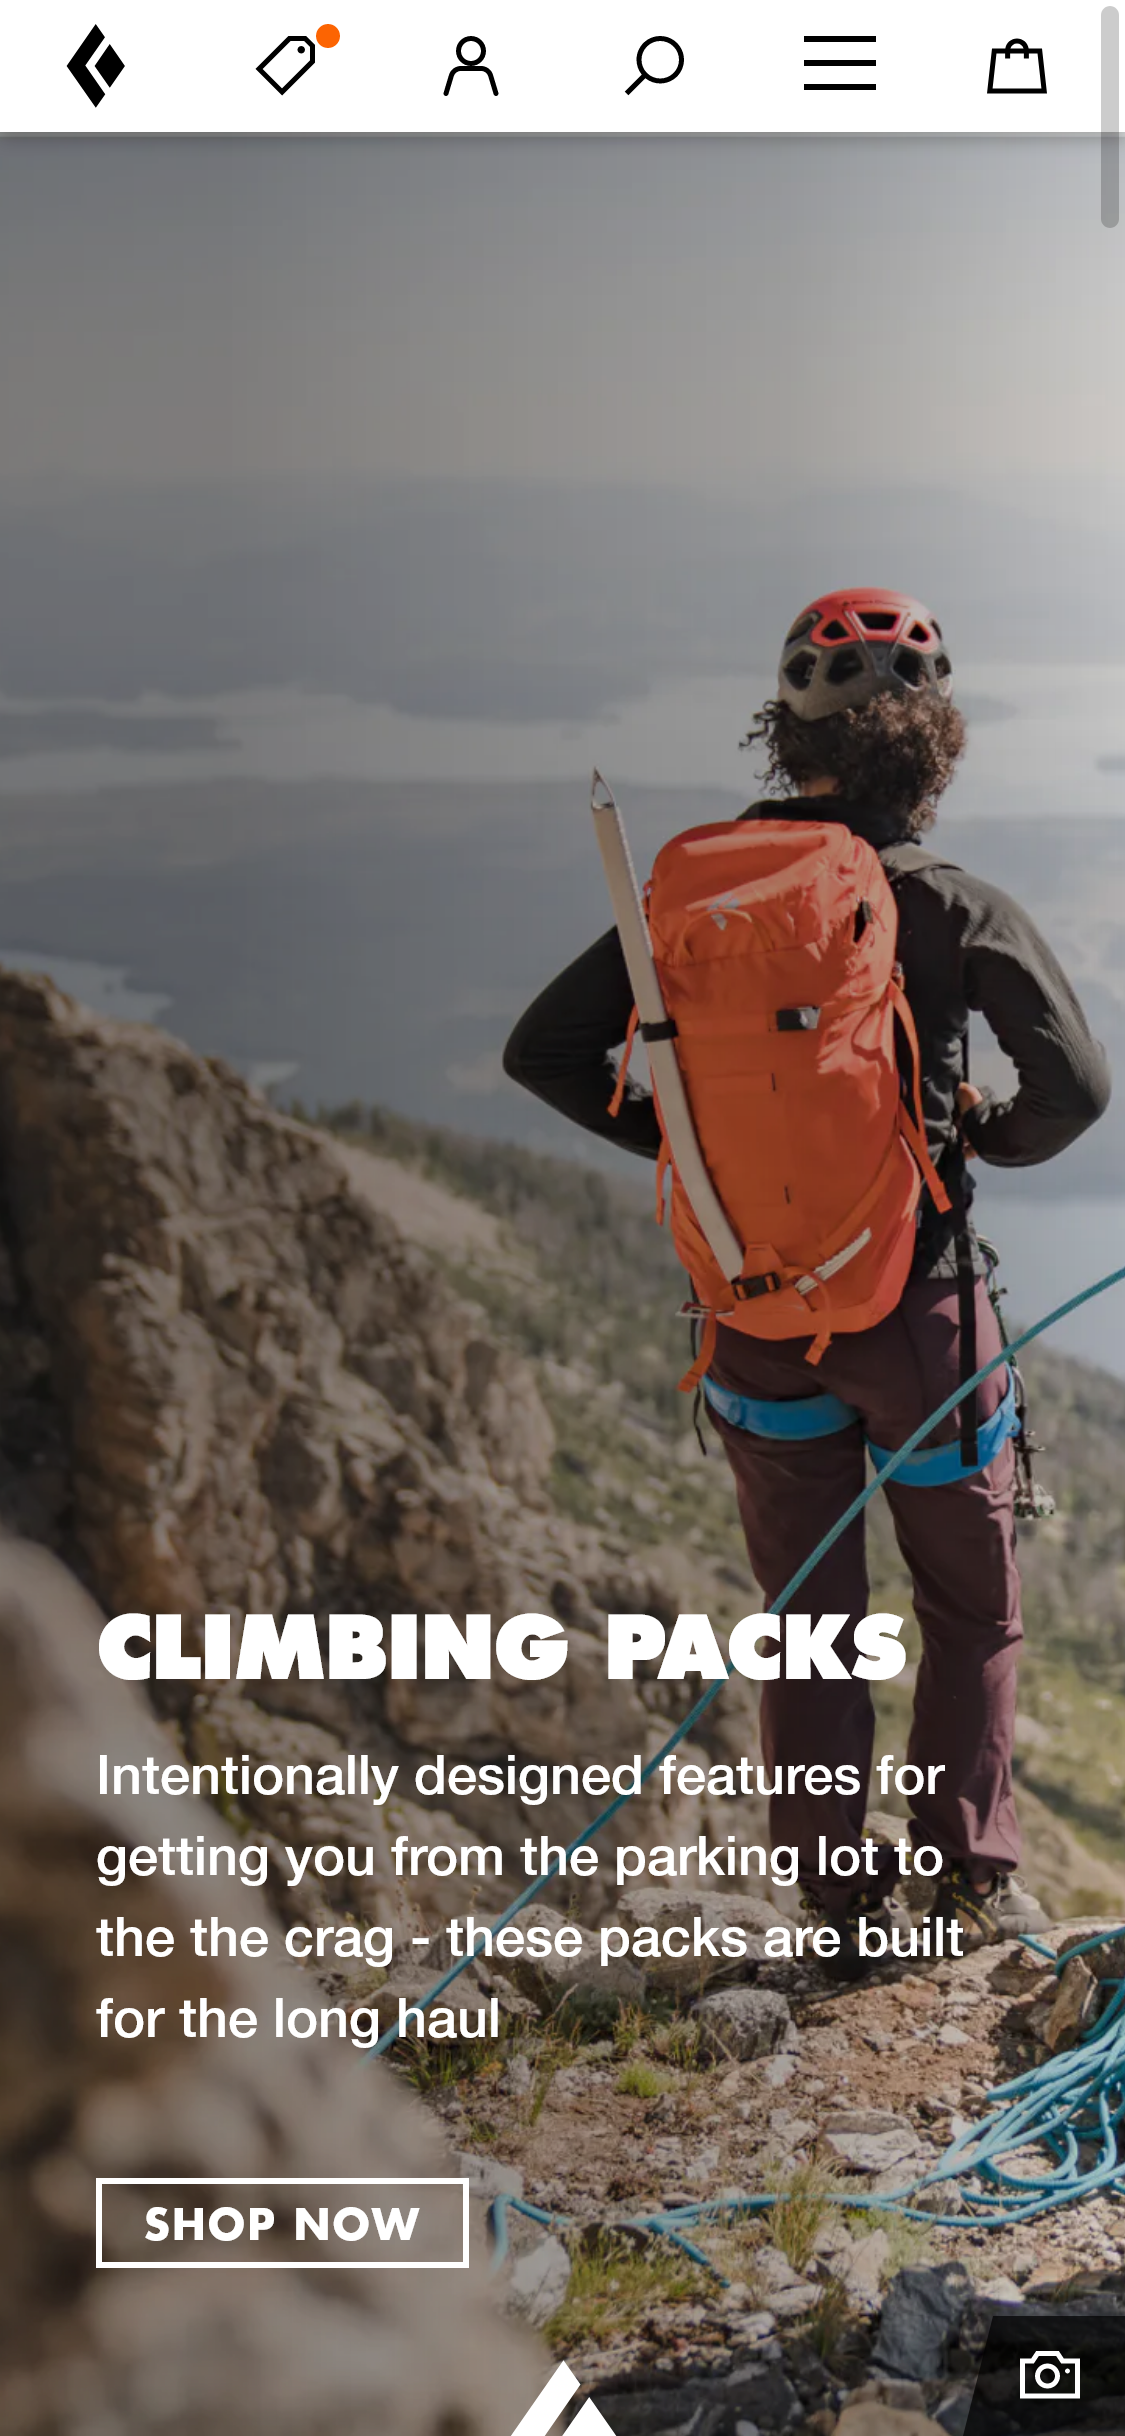 CLIMBING PACKS
Intentionally designed features for
getting you from the parking lot to
the the crag - these packs are built
for the long haul
SHOP NOW